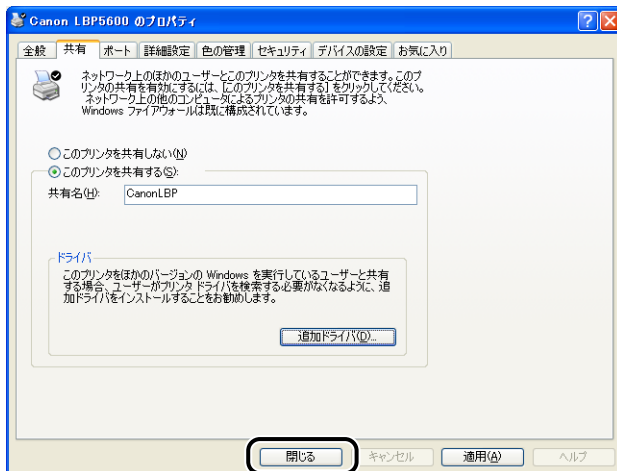 Canon LBP5600 のプロパティ
全般 共有 ポート 詳細設定 色の管理 セキュリティ デバイスの設定 お気に入り
ネットワーク上のほかのユーザーとこのプリンタを共有することができます。このプ
リンタの共有を有効にするには、[このプリンタを共有する] をクリックしてください。
ネットワーク上の他のコンピュータによるプリンタの共有を許可するよう、
Windows ファイアウォールは既に構成されています。
このプリンタを共有しない(N)
このプリンタを共有する(S):
共有名(H): CanonLBP
ドライバ
このプリンタをほかのバージョンの Windows を実行しているユーザーと共有
する場合、ユーザーがプリンタ ドライバを検索する必要がなくなるように、追
加ドライバをインストールすることをお勧めします。
追加ドライバ(D)...
閉じる キャンセル 適用(A) ヘルプ